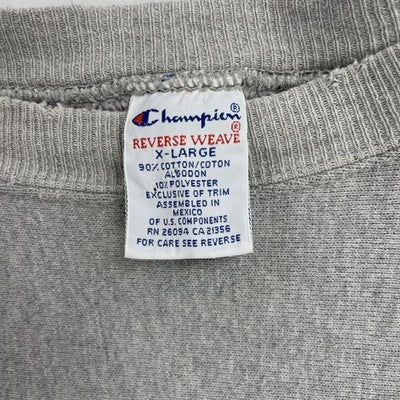 Champion®
REVERSE WEAVE®
X-LARGE
90% COTTON/COTON
ALGODON
10% POLYESTER
EXCLUSIVE OF TRIM
ASSEMBLED IN
MEXICO
OF U.S. COMPONENTS
RN 26094 CA 21356
FOR CARE SEE REVERSE